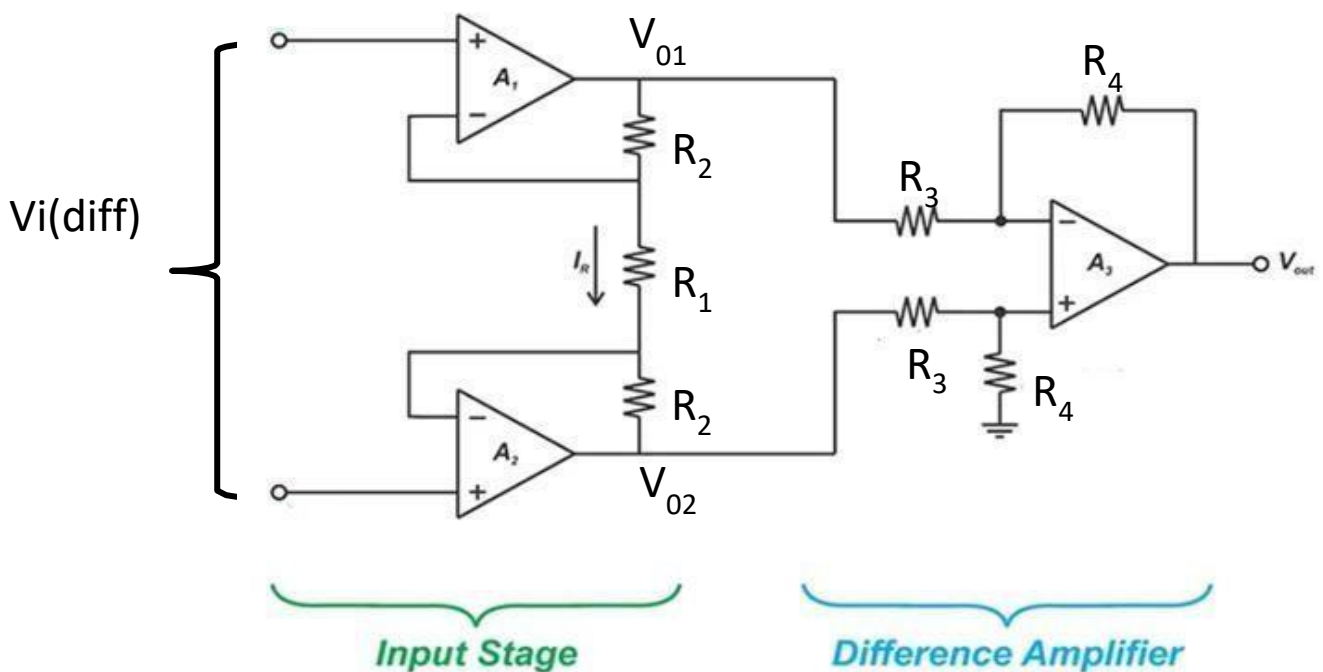 V01
+
A1
−
R2
R4
R3
Vi(diff)
IR
R1
−
A3
+
Vout
R3
R4
−
A2
+
R2
V02
Input Stage
Difference Amplifier